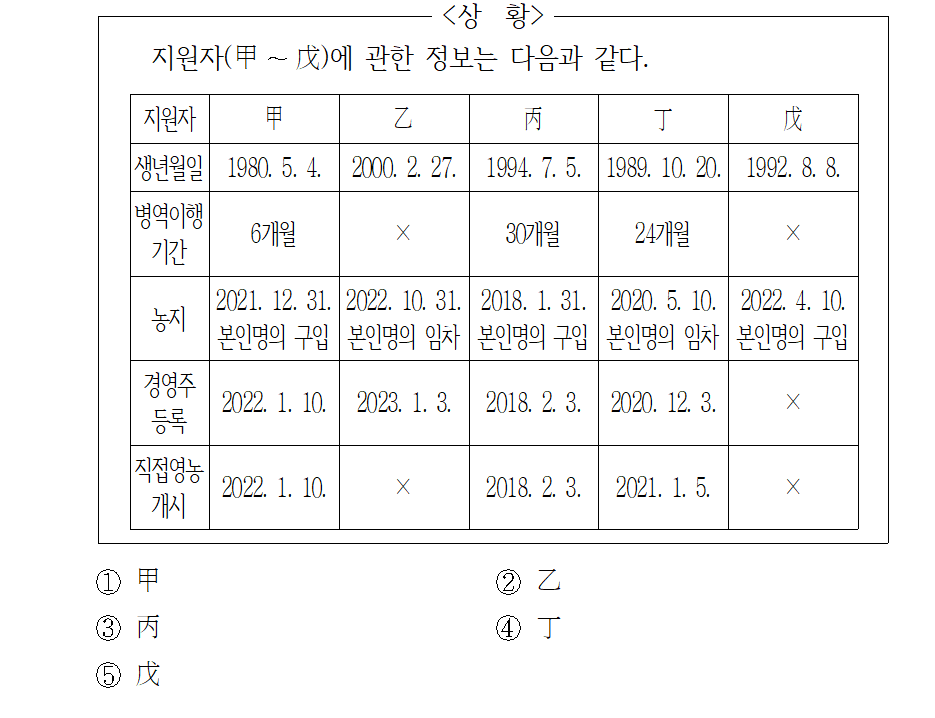 <상 황>
지원자(甲 ~ 戊)에 관한 정보는 다음과 같다.
지원자 甲 乙 丙 丁 戊
생년월일 1980. 5. 4. 2000. 2. 27. 1994. 7. 5. 1989. 10. 20. 1992. 8. 8.
병역이행
기간 6개월 × 30개월 24개월 ×
농지 2021. 12. 31. 2022. 10. 31. 2018. 1. 31. 2020. 5. 10. 2022. 4. 10.
본인명의 구입 본인명의 임차 본인명의 구입 본인명의 임차 본인명의 구입
경영주
등록 2022. 1. 10. 2023. 1. 3. 2018. 2. 3. 2020. 12. 3. ×
직접영농
개시 2022. 1. 10. × 2018. 2. 3. 2021. 1. 5. ×
① 甲 ② 乙
③ 丙 ④ 丁
⑤ 戊